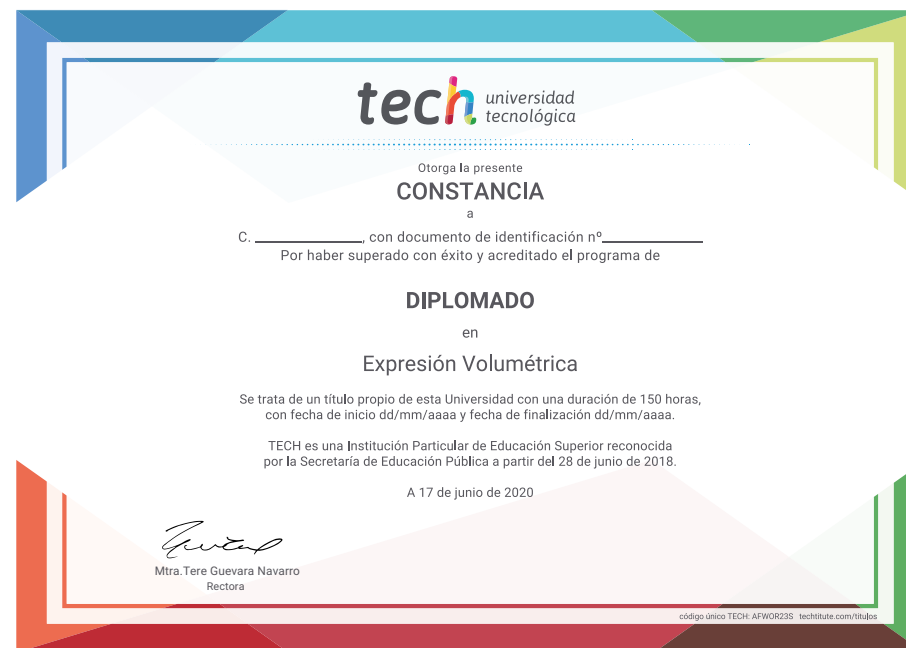 tech universidad
tecnológica
Otorga la presente
CONSTANCIA
a
C. ____________, con documento de identificación nº____________
Por haber superado con éxito y acreditado el programa de
DIPLOMADO
en
Expresión Volumétrica
Se trata de un título propio de esta Universidad con una duración de 150 horas,
con fecha de inicio dd/mm/aaaa y fecha de finalización dd/mm/aaaa.
TECH es una Institución Particular de Educación Superior reconocida
por la Secretaría de Educación Pública a partir del 28 de junio de 2018.
A 17 de junio de 2020
Mtra.Tere Guevara Navarro
Rectora
código único TECH: AFWOR23S techtitute.com/titulos